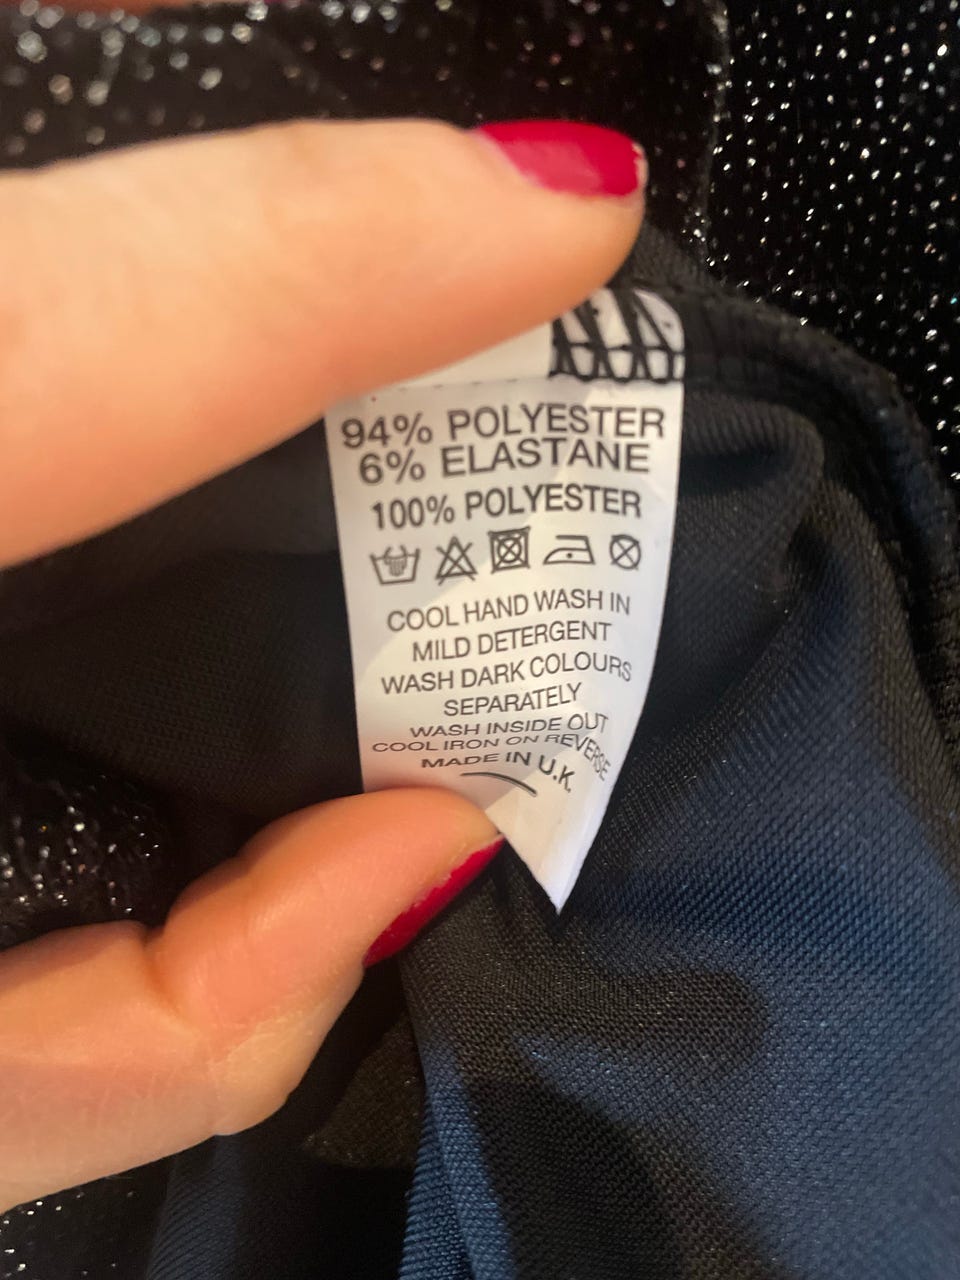 94% POLYESTER
6% ELASTANE
100% POLYESTER
COOL HAND WASH IN
MILD DETERGENT
WASH DARK COLOURS
SEPARATELY
WASH INSIDE OUT
COOL IRON ON REVERSE
MADE IN U.K.